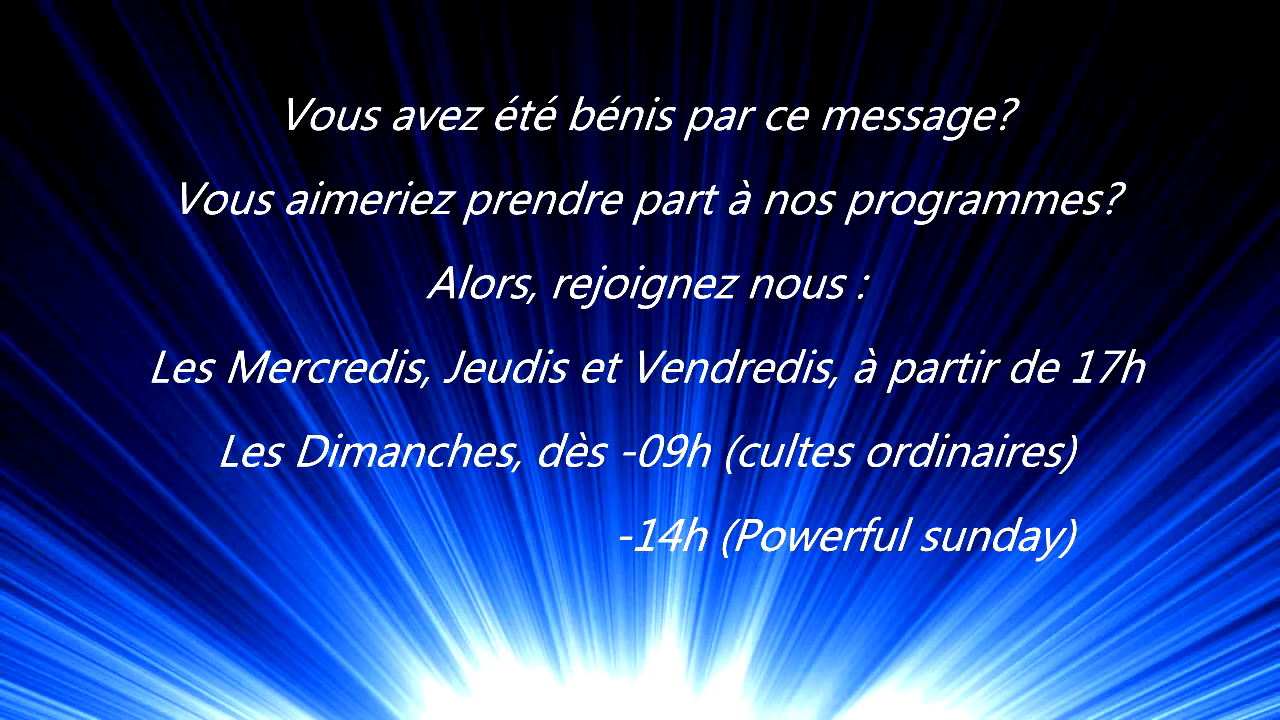 Vous avez été bénis par ce message?
Vous aimeriez prendre part à nos programmes?
Alors, rejoignez nous :
Les Mercredis, Jeudis et Vendredis, à partir de 17h
Les Dimanches, dès -09h (cultes ordinaires)
-14h (Powerful sunday)